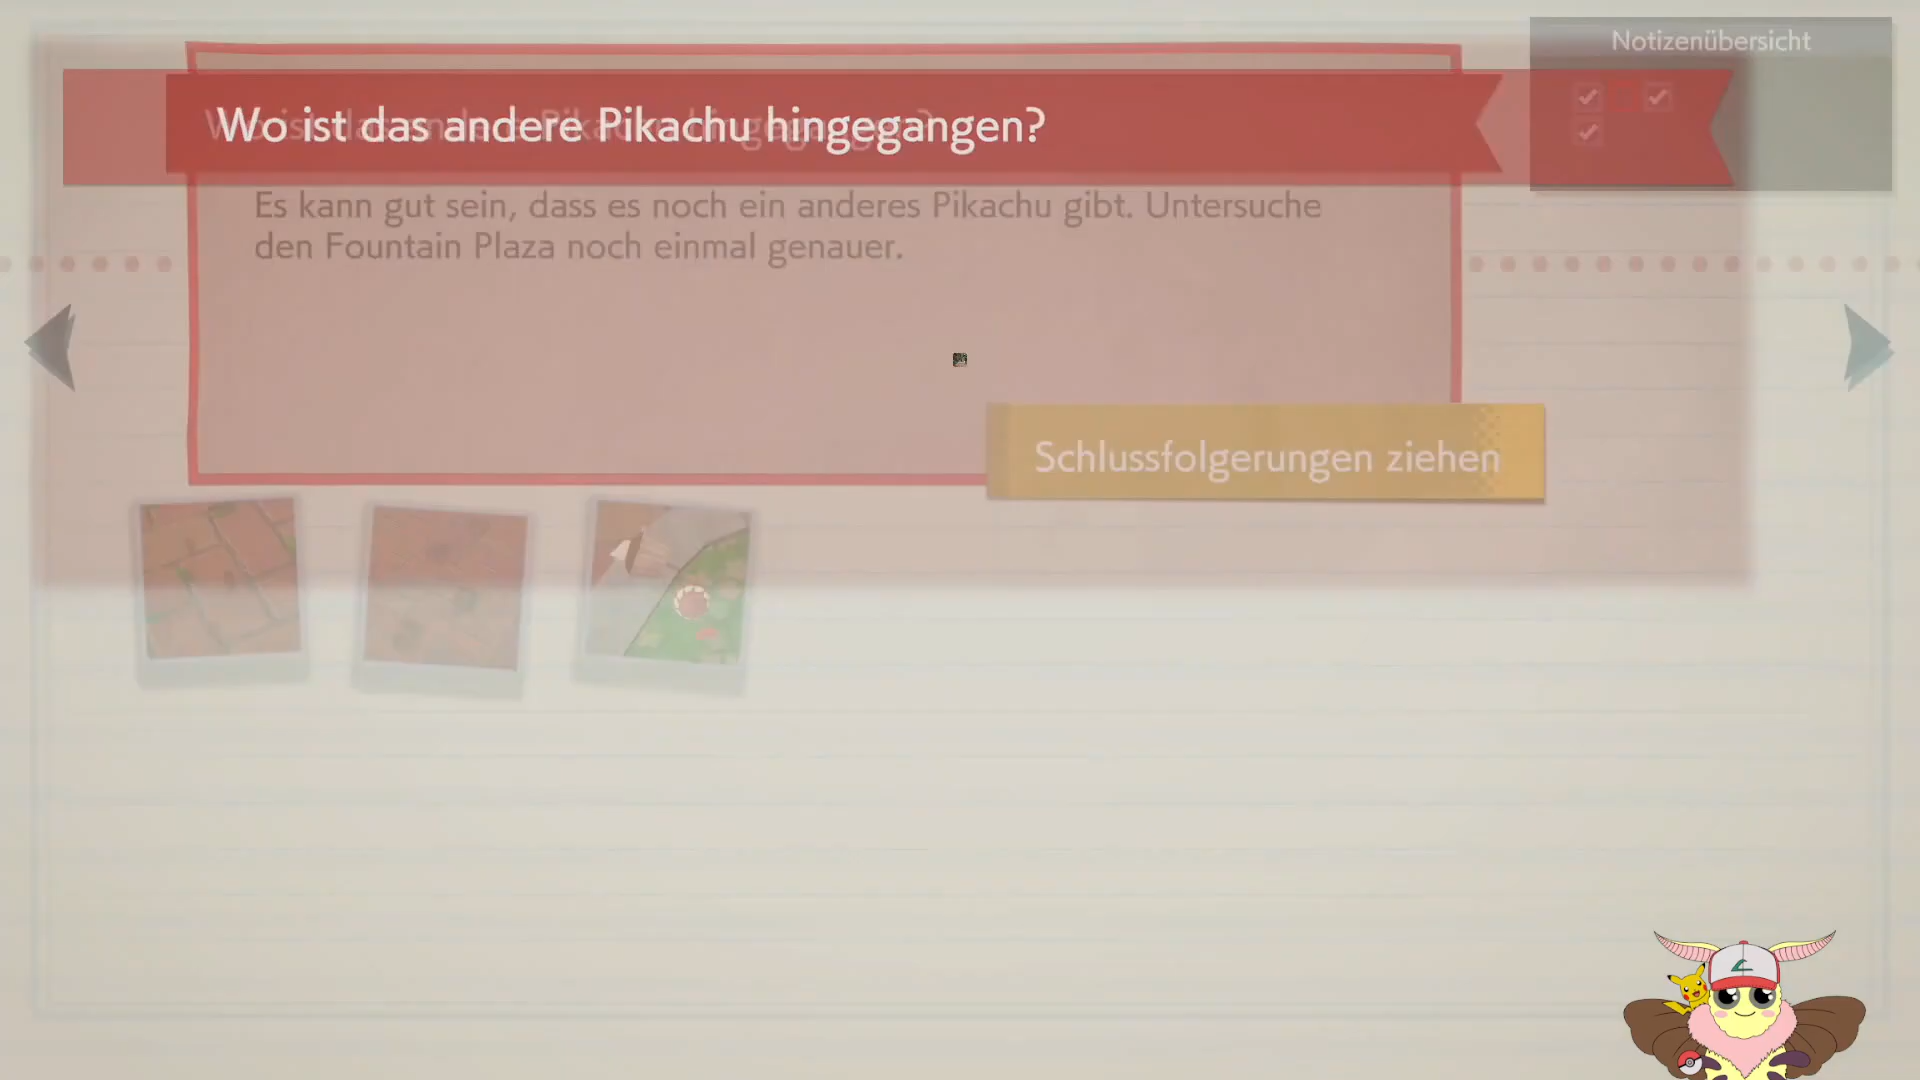 Notizenübersicht
Wo ist das andere Pikachu hingegangen?
Es kann gut sein, dass es noch ein anderes Pikachu gibt. Untersuche
den Fountain Plaza noch einmal genauer.
Schlussfolgerungen ziehen